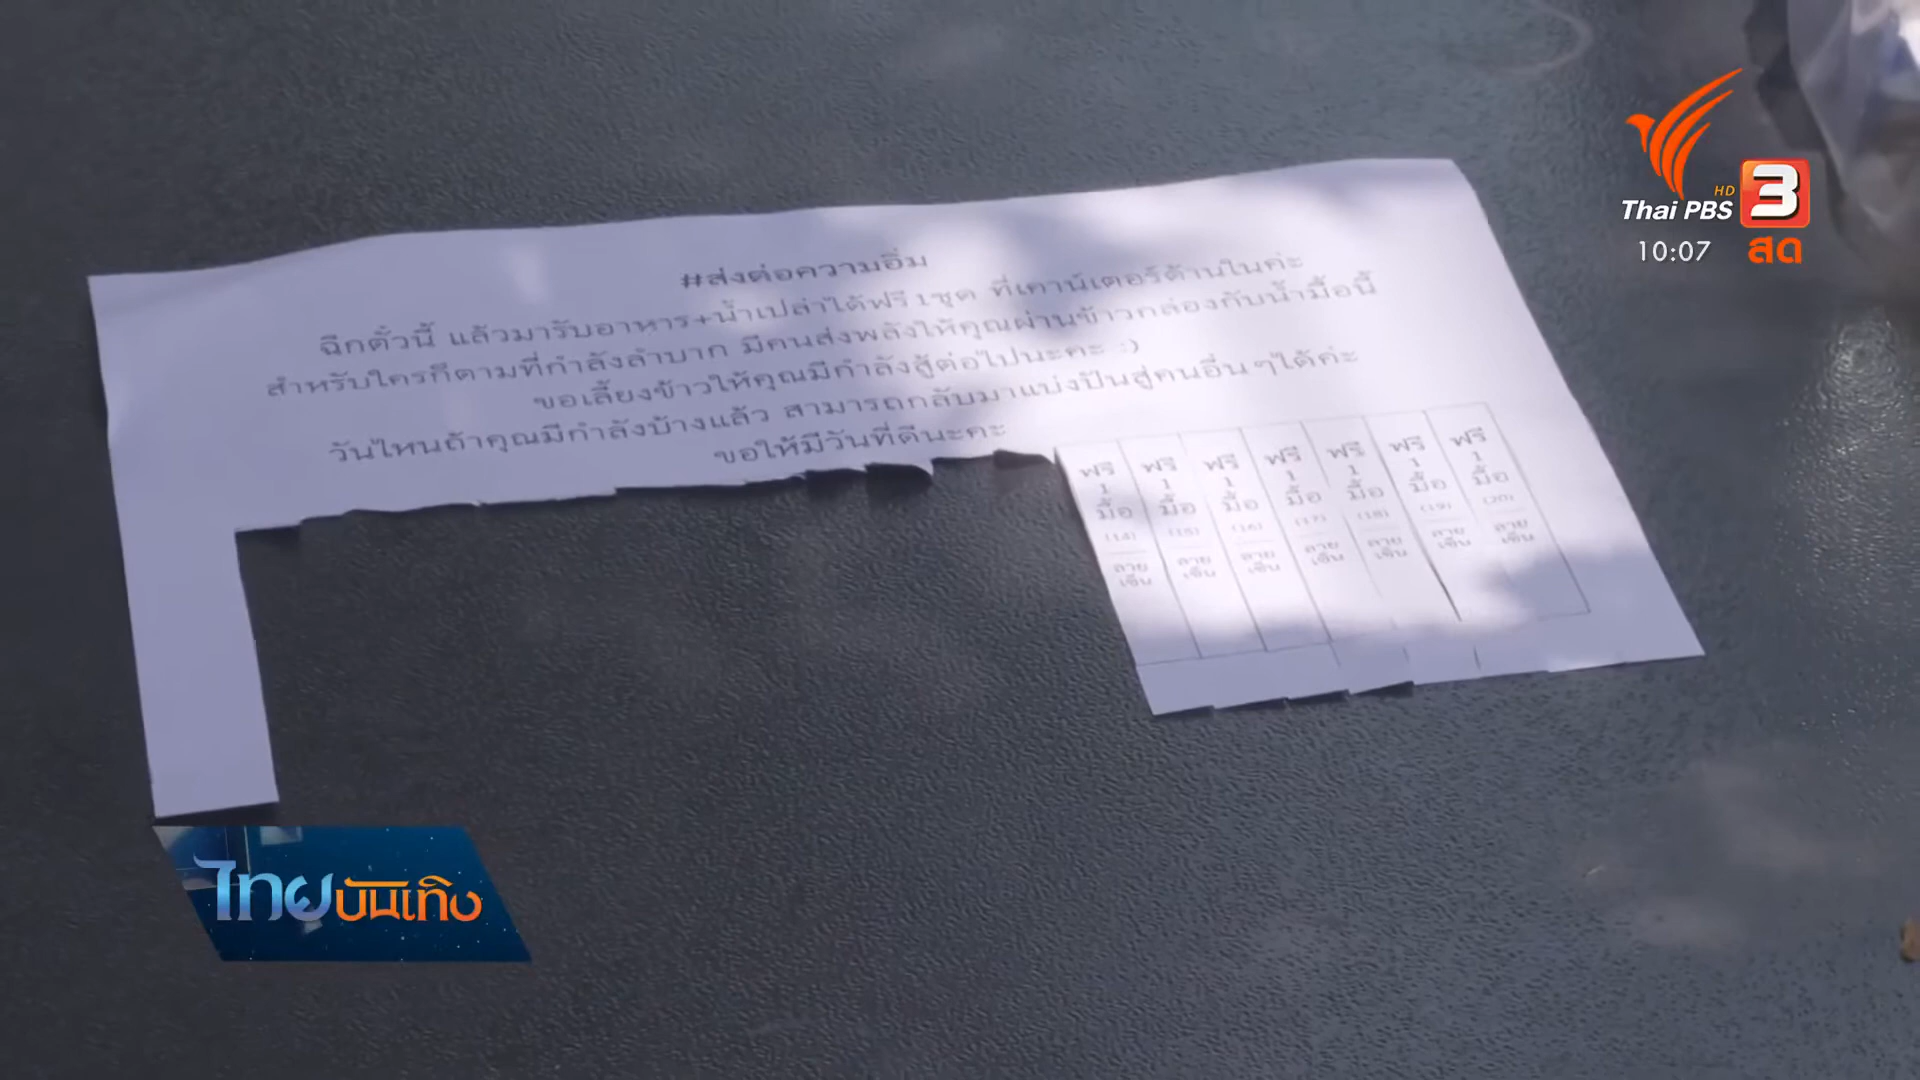 HD
Thai PBS 3
10:07 สด
#ส่งต่อความอิ่ม
ฉีกตั๋วนี้ แล้วมารับอาหาร+น้ำเปล่าได้ฟรี 1ชุด ที่เคาน์เตอร์ด้านในค่ะ
สำหรับใครก็ตามที่กำลังลำบาก มีคนส่งพลังให้คุณผ่านข้าวกล่องกับน้ำมื้อนี้
ขอเลี้ยงข้าวให้คุณมีกำลังสู้ต่อไปนะคะ :)
วันไหนถ้าคุณมีกำลังบ้างแล้ว สามารถกลับมาแบ่งปันสู่คนอื่นๆได้ค่ะ
ขอให้มีวันที่ดีนะคะ
ฟรี ฟรี ฟรี ฟรี ฟรี ฟรี ฟรี
1 1 1 1 1 1 1
มื้อ มื้อ มื้อ มื้อ มื้อ มื้อ มื้อ
(14) (15) (16) (17) (18) (19) (20)
ลาย ลาย ลาย ลาย ลาย ลาย ลาย
เซ็น เซ็น เซ็น เซ็น เซ็น เซ็น เซ็น
ไทยบันเทิง